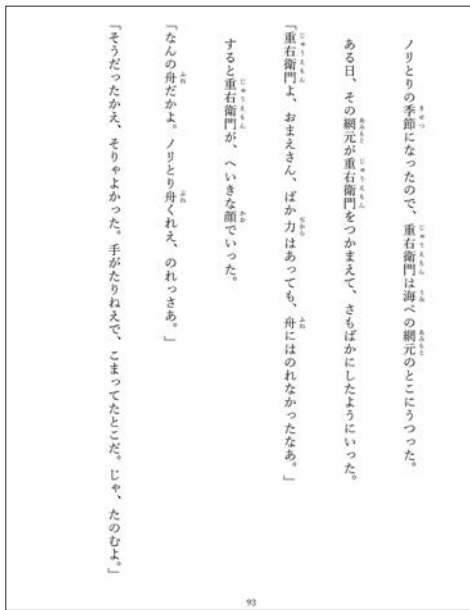 ノリとりの季節になったので、重右衛門は海べの網元のとこにうつった。
ある日、その網元が重右衛門をつかまえて、さもばかにしたようにいった。
「重右衛門よ、おまえさん、ばか力はあっても、舟にはのれなかったなあ。」
すると重右衛門が、へいきな顔でいった。
「なんの舟だかよ。ノリとり舟くれえ、のれっさあ。」
「そうだったかえ、そりゃよかった。手がたりねえで、こまってたとこだ。じゃ、たのむよ。」
93